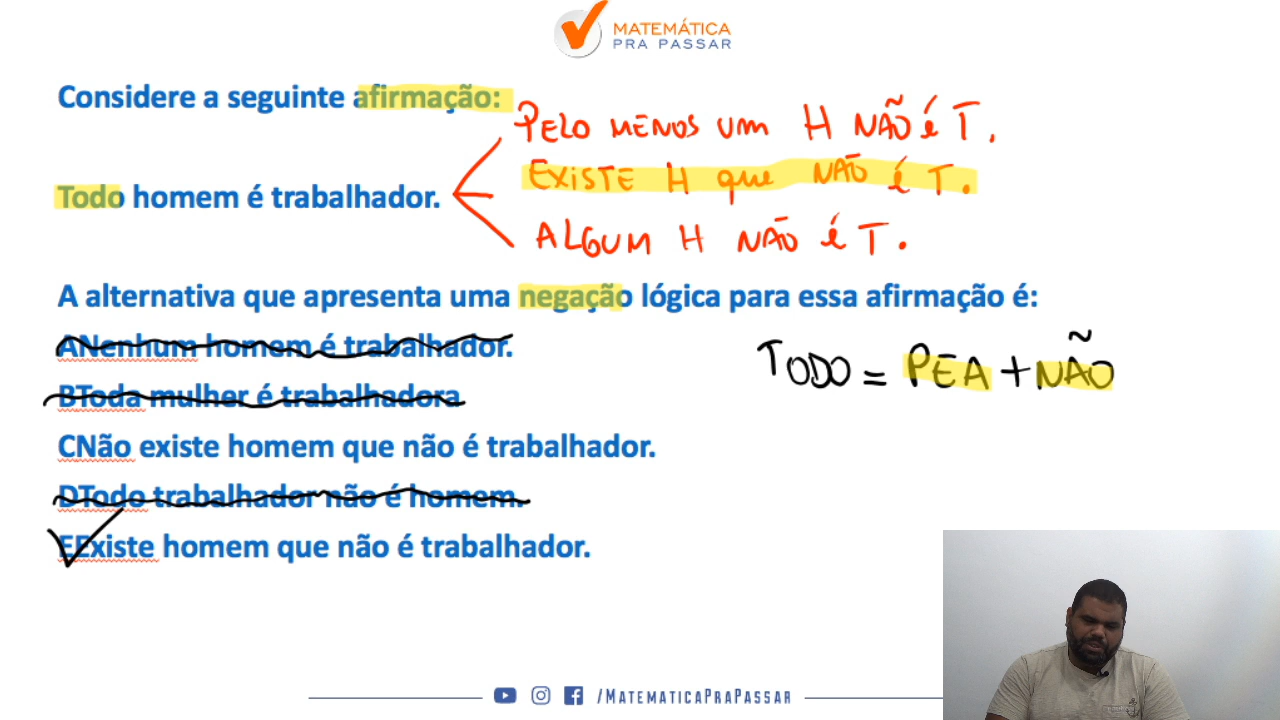 MATEMÁTICA
PRA PASSAR
Considere a seguinte afirmação:
PELO MENOS UM H NÃO É T.
EXISTE H que NÃO É T.
Todo homem é trabalhador.
ALGUM H NÃO É T.
A alternativa que apresenta uma negação lógica para essa afirmação é:
ANenhum homem é trabalhador.
TODO = PEA + NÃO
BToda mulher é trabalhadora
CNão existe homem que não é trabalhador.
DTodo trabalhador não é homem.
EExiste homem que não é trabalhador.
/MATEMATICAPRAPASSAR